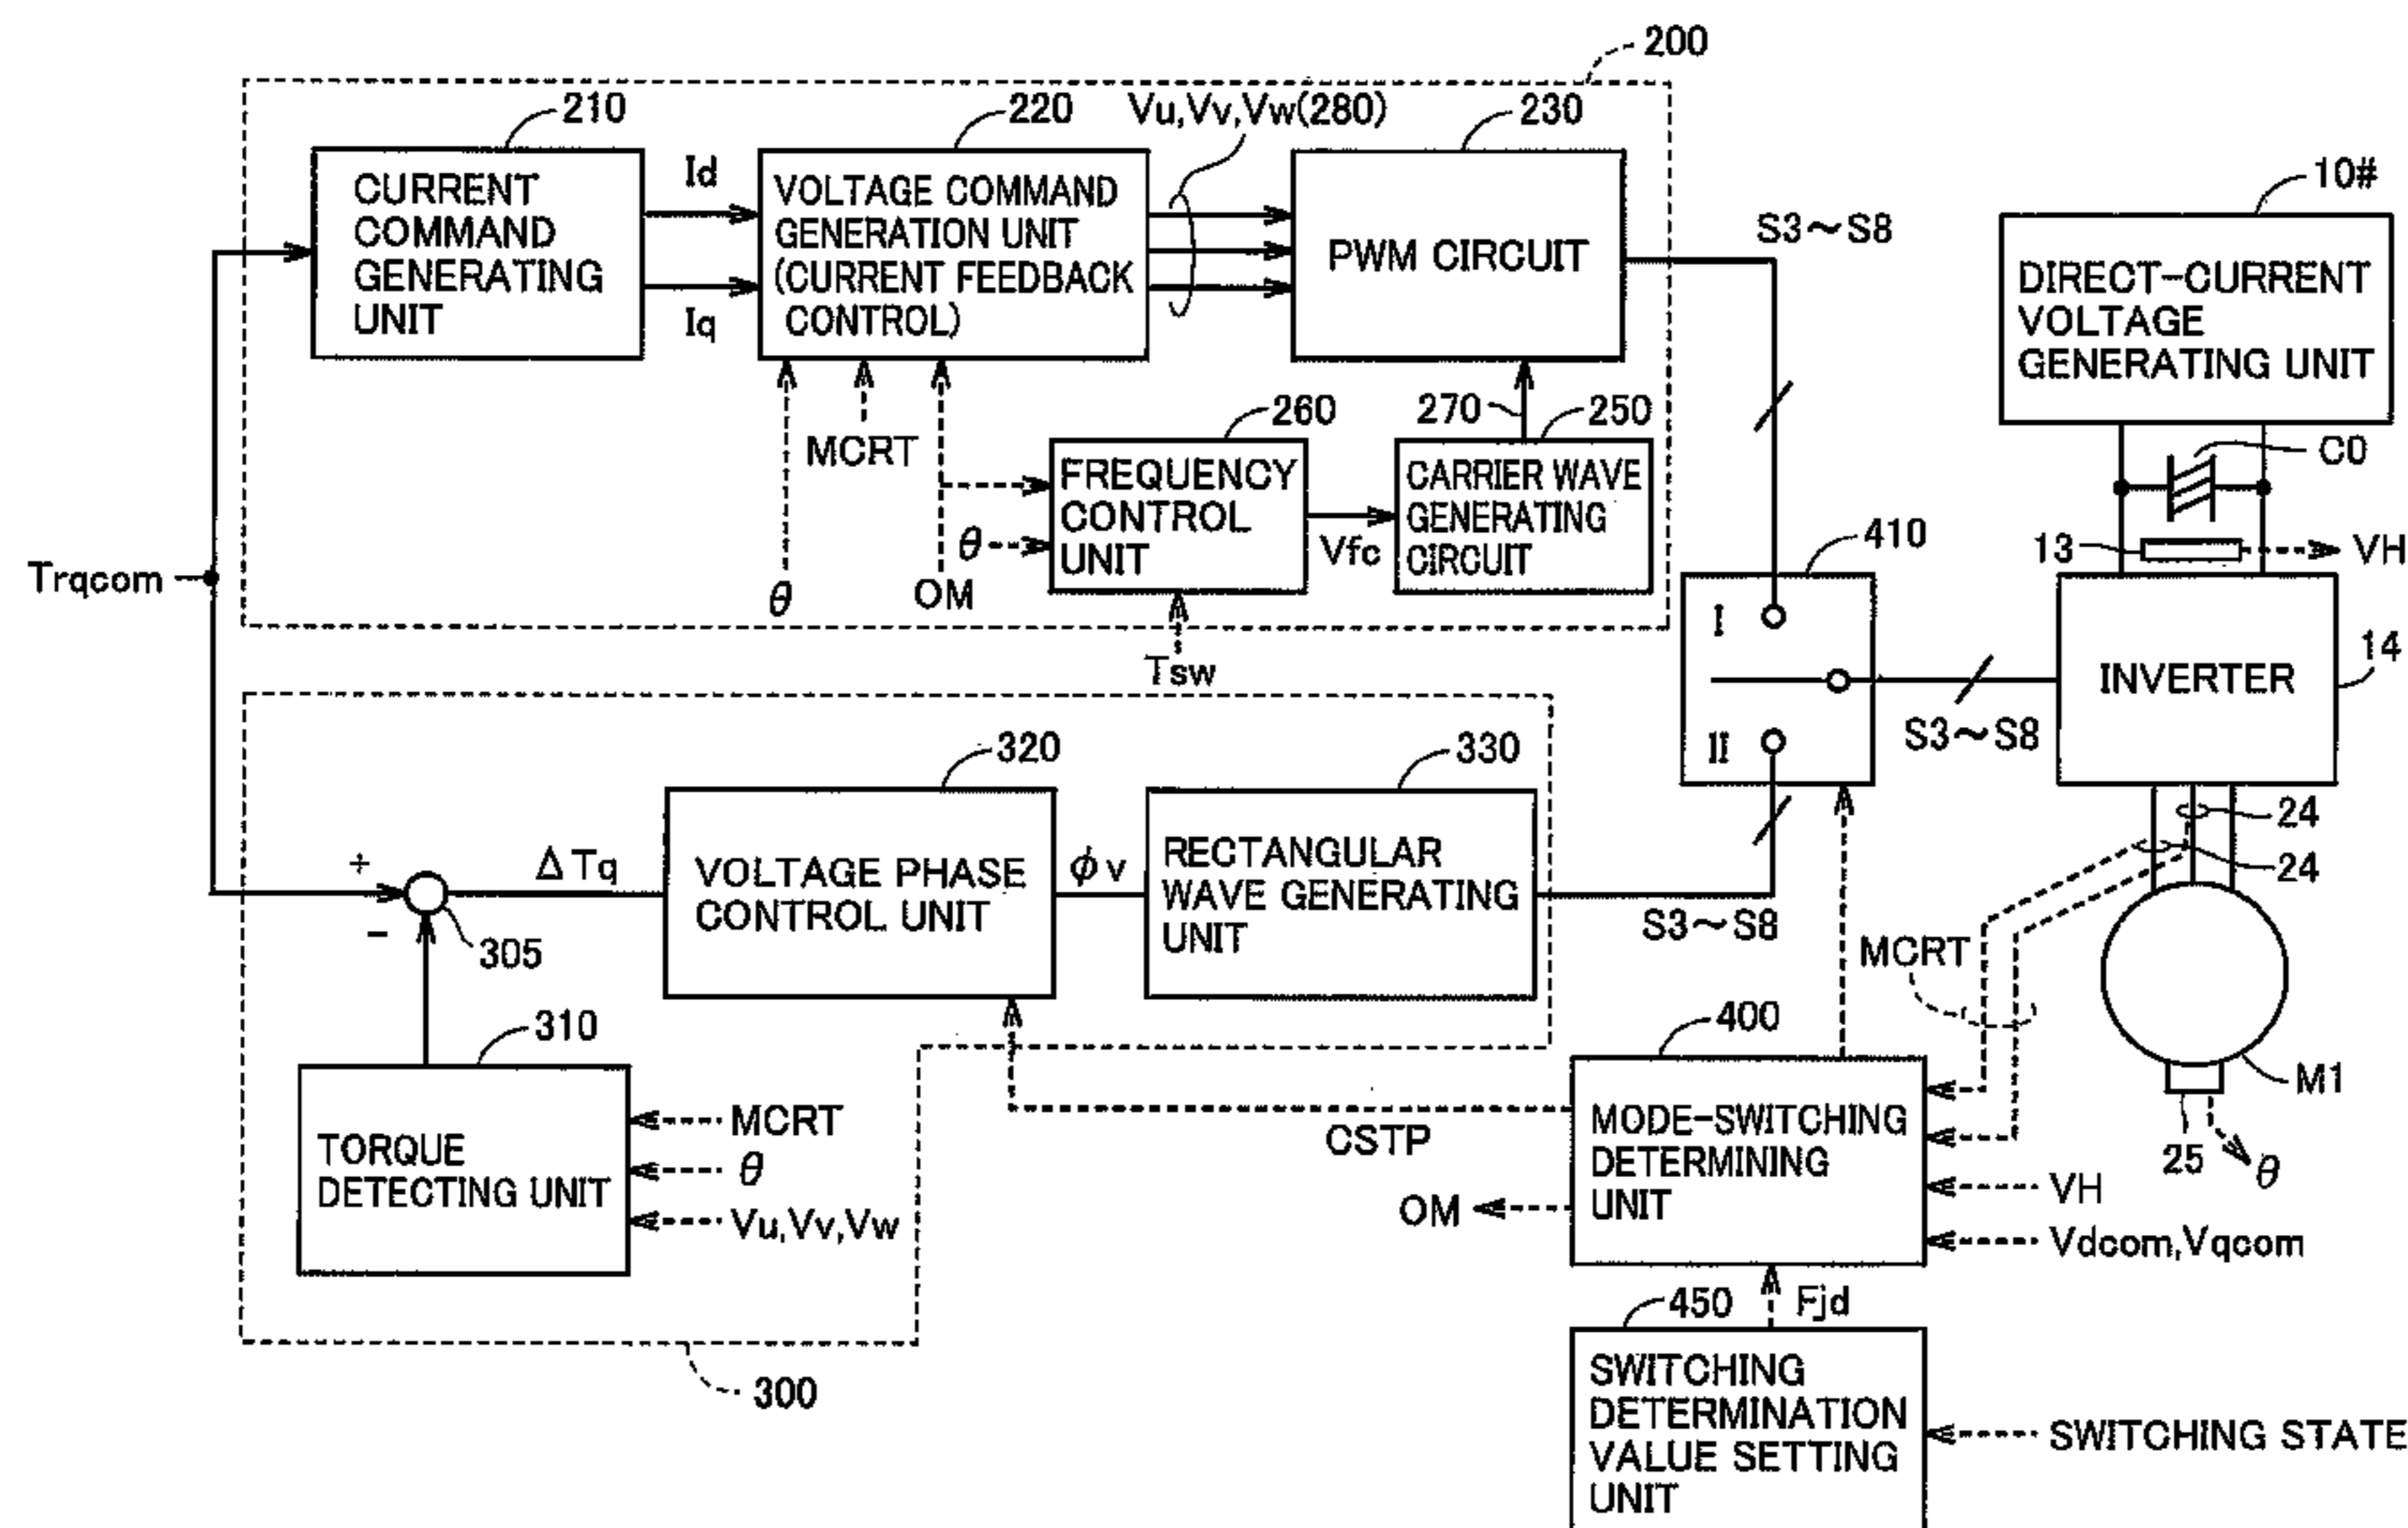 200
210
220
Vu,Vv,Vw(280)
230
10#
CURRENT
COMMAND
GENERATING
UNIT
Id
Iq
VOLTAGE COMMAND
GENERATION UNIT
(CURRENT FEEDBACK
CONTROL)
PWM CIRCUIT
S3~S8
DIRECT-CURRENT
VOLTAGE
GENERATING UNIT
MCRT
260
270
250
C0
FREQUENCY
CONTROL
UNIT
θ
Vfc
CARRIER WAVE
GENERATING
CIRCUIT
410
13
VH
Trqcom
θ
OM
Tsw
I
II
S3~S8
INVERTER
14
320
330
24
24
+
−
ΔTq
305
VOLTAGE PHASE
CONTROL UNIT
ϕv
RECTANGULAR
WAVE GENERATING
UNIT
S3~S8
MCRT
M1
25
θ
310
TORQUE
DETECTING UNIT
MCRT
θ
Vu,Vv,Vw
400
CSTP
OM
MODE-SWITCHING
DETERMINING
UNIT
VH
Vdcom,Vqcom
300
450
Fjd
SWITCHING
DETERMINATION
VALUE SETTING
UNIT
SWITCHING STATE